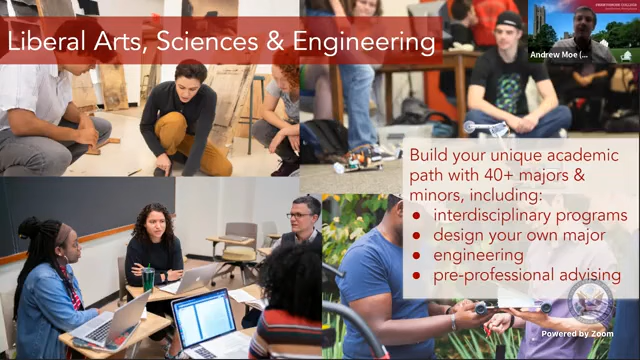 Liberal Arts, Sciences & Engineering
Andrew Moe (...
Build your unique academic
path with 40+ majors &
minors, including:
● interdisciplinary programs
● design your own major
● engineering
● pre-professional advising
Powered by Zoom